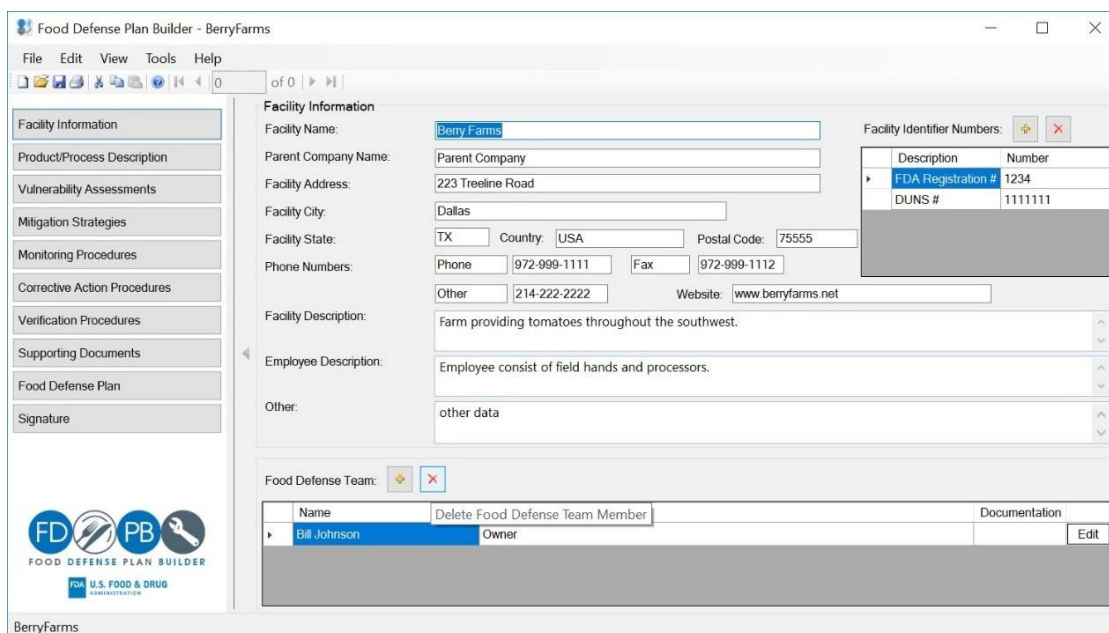 Food Defense Plan Builder - BerryFarms
File Edit View Tools Help
0 of 0
Facility Information
Product/Process Description
Vulnerability Assessments
Mitigation Strategies
Monitoring Procedures
Corrective Action Procedures
Verification Procedures
Supporting Documents
Food Defense Plan
Signature
Facility Information
Facility Name: Berry Farms
Parent Company Name: Parent Company
Facility Address: 223 Treeline Road
Facility City: Dallas
Facility State: TX Country: USA Postal Code: 75555
Phone Numbers: Phone 972-999-1111 Fax 972-999-1112
Other 214-222-2222 Website: www.berryfarms.net
Facility Description: Farm providing tomatoes throughout the southwest.
Employee Description: Employee consist of field hands and processors.
Other: other data
Facility Identifier Numbers:
Description Number
FDA Registration # 1234
DUNS # 1111111
Food Defense Team:
Name Delete Food Defense Team Member Documentation
Bill Johnson Owner Edit
FD PB
FOOD DEFENSE PLAN BUILDER
FDA U.S. FOOD & DRUG
ADMINISTRATION
BerryFarms